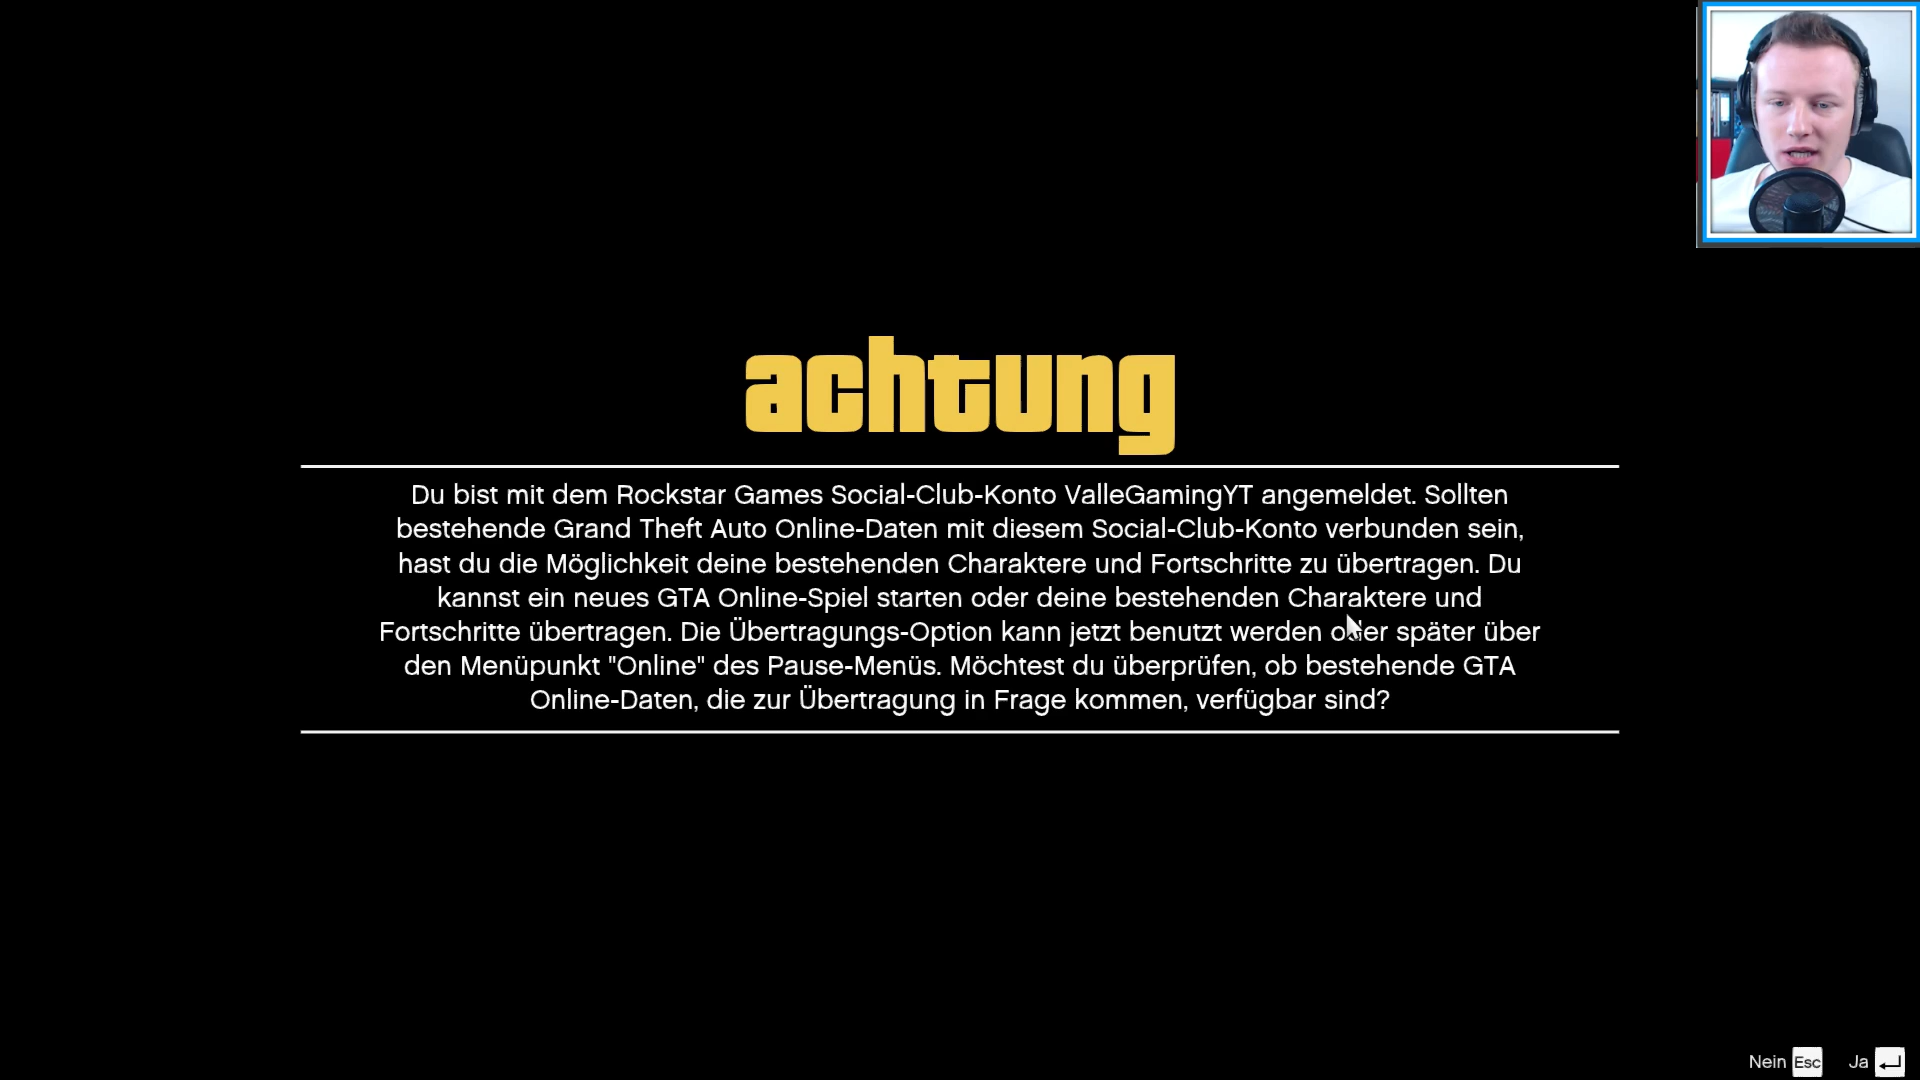 achtung
Du bist mit dem Rockstar Games Social-Club-Konto ValleGamingYT angemeldet. Sollten
bestehende Grand Theft Auto Online-Daten mit diesem Social-Club-Konto verbunden sein,
hast du die Möglichkeit deine bestehenden Charaktere und Fortschritte zu übertragen. Du
kannst ein neues GTA Online-Spiel starten oder deine bestehenden Charaktere und
Fortschritte übertragen. Die Übertragungs-Option kann jetzt benutzt werden oder später über
den Menüpunkt "Online" des Pause-Menüs. Möchtest du überprüfen, ob bestehende GTA
Online-Daten, die zur Übertragung in Frage kommen, verfügbar sind?
Nein Esc Ja